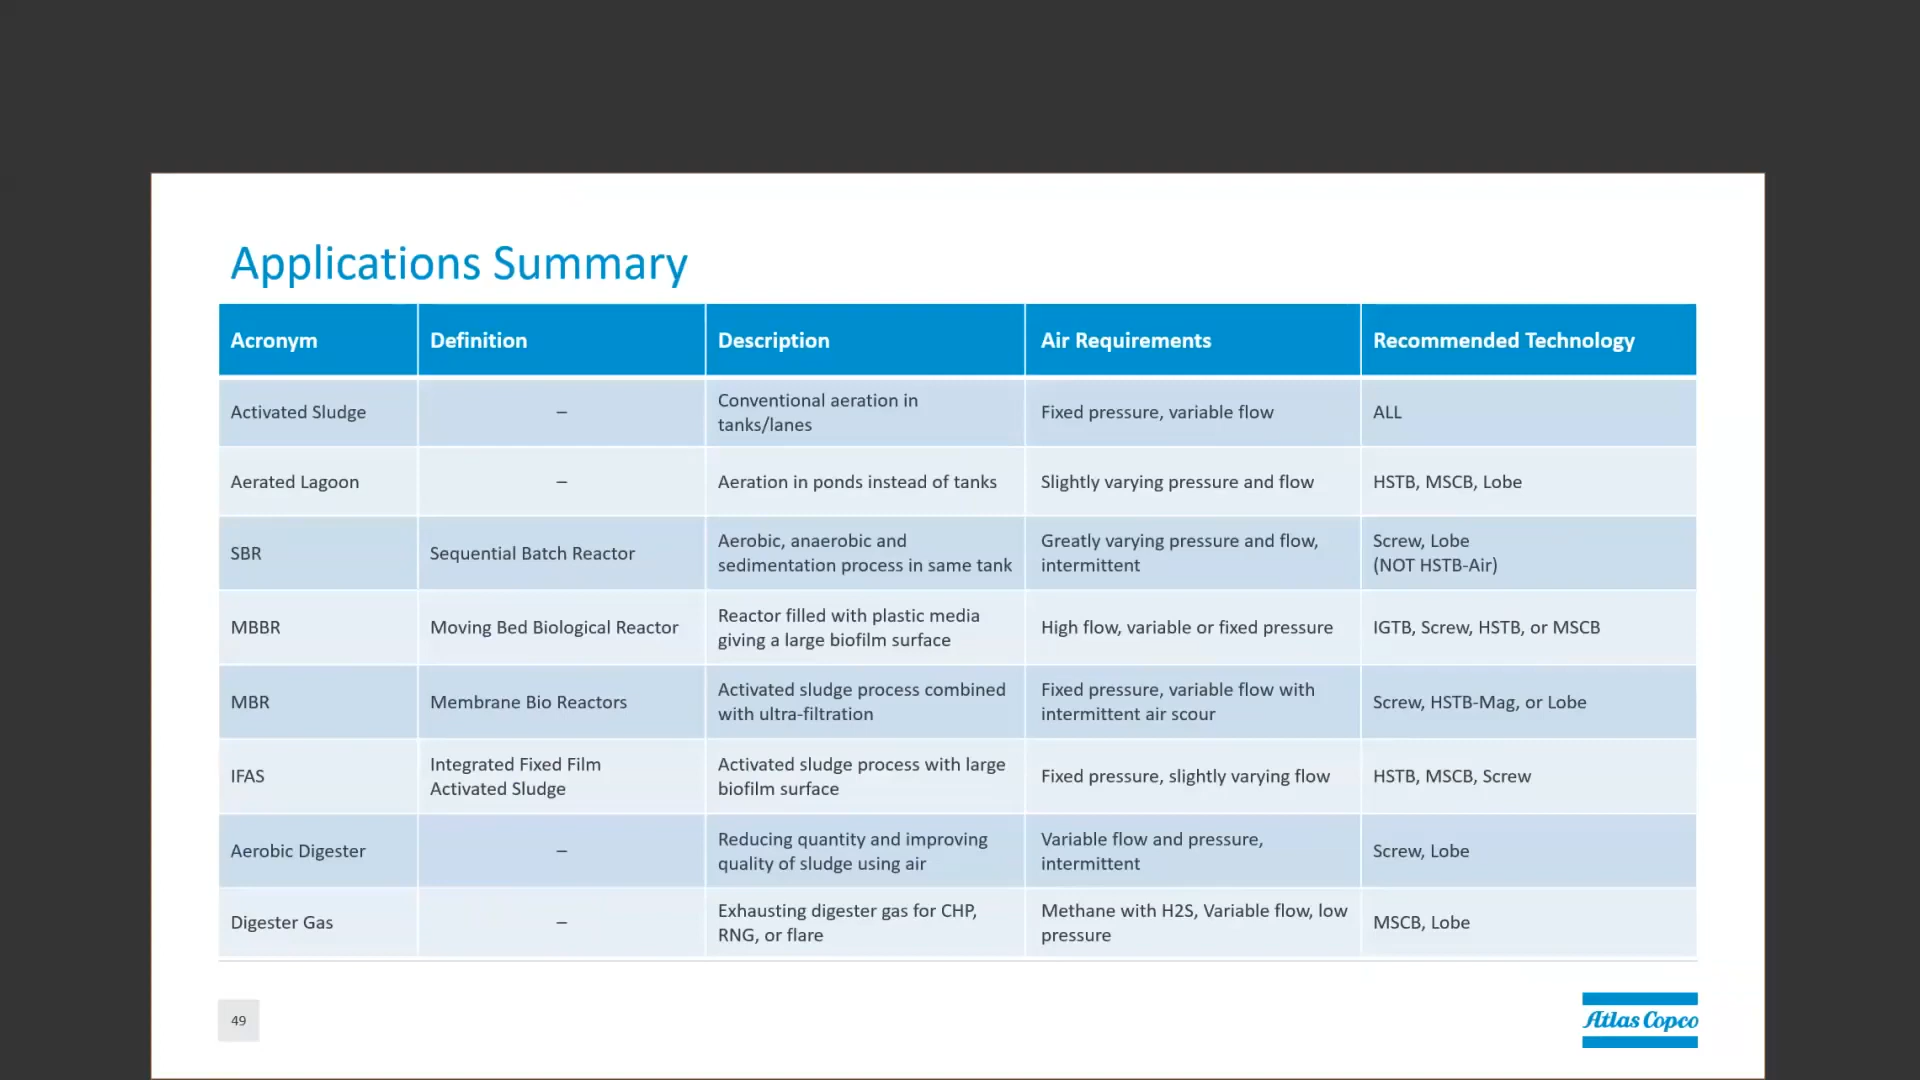 Applications Summary
Acronym
Definition
Description
Air Requirements
Recommended Technology
Activated Sludge
–
Conventional aeration in
tanks/lanes
Fixed pressure, variable flow
ALL
Aerated Lagoon
–
Aeration in ponds instead of tanks
Slightly varying pressure and flow
HSTB, MSCB, Lobe
SBR
Sequential Batch Reactor
Aerobic, anaerobic and
sedimentation process in same tank
Greatly varying pressure and flow,
intermittent
Screw, Lobe
(NOT HSTB-Air)
MBBR
Moving Bed Biological Reactor
Reactor filled with plastic media
giving a large biofilm surface
High flow, variable or fixed pressure
IGTB, Screw, HSTB, or MSCB
MBR
Membrane Bio Reactors
Activated sludge process combined
with ultra-filtration
Fixed pressure, variable flow with
intermittent air scour
Screw, HSTB-Mag, or Lobe
IFAS
Integrated Fixed Film
Activated Sludge
Activated sludge process with large
biofilm surface
Fixed pressure, slightly varying flow
HSTB, MSCB, Screw
Aerobic Digester
–
Reducing quantity and improving
quality of sludge using air
Variable flow and pressure,
intermittent
Screw, Lobe
Digester Gas
–
Exhausting digester gas for CHP,
RNG, or flare
Methane with H2S, Variable flow, low
pressure
MSCB, Lobe
49
Atlas Copco